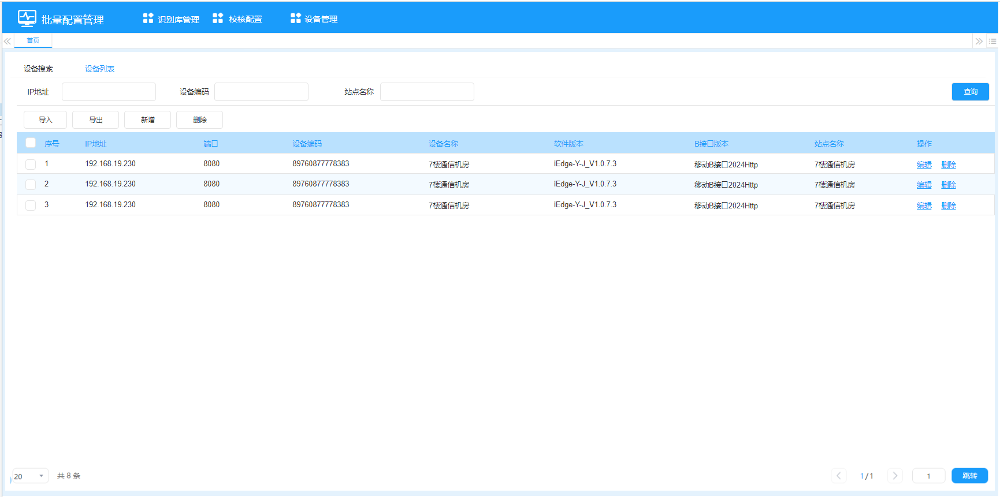 批量配置管理 识别库管理 校核配置 设备管理
首页
设备搜索 设备列表
IP地址 设备编码 站点名称 查询
导入 导出 新增 删除
序号 IP地址 端口 设备编码 设备名称 软件版本 B接口版本 站点名称 操作
1 192.168.19.230 8080 89760877778383 7楼通信机房 iEdge-Y-J_V1.0.7.3 移动B接口2024Http 7楼通信机房 编辑 删除
2 192.168.19.230 8080 89760877778383 7楼通信机房 iEdge-Y-J_V1.0.7.3 移动B接口2024Http 7楼通信机房 编辑 删除
3 192.168.19.230 8080 89760877778383 7楼通信机房 iEdge-Y-J_V1.0.7.3 移动B接口2024Http 7楼通信机房 编辑 删除
20 共 8 条 1/1 1 跳转